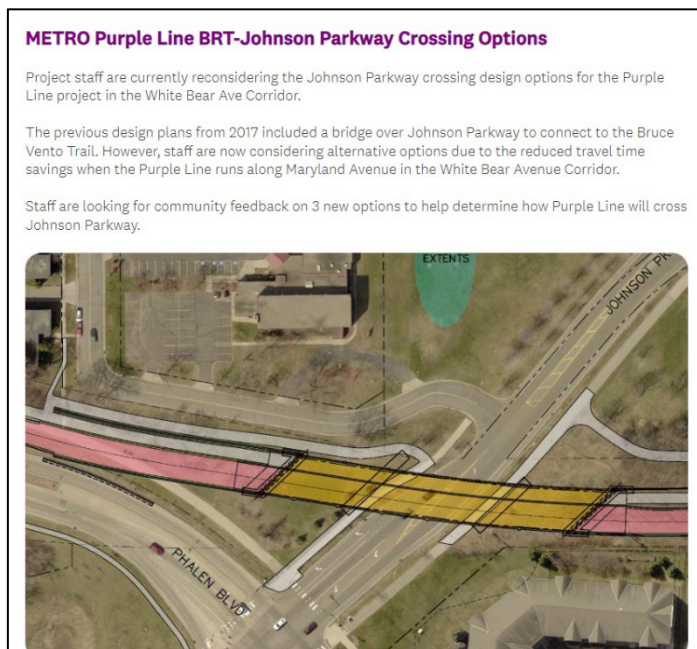 METRO Purple Line BRT-Johnson Parkway Crossing Options
Project staff are currently reconsidering the Johnson Parkway crossing design options for the Purple
Line project in the White Bear Ave Corridor.
The previous design plans from 2017 included a bridge over Johnson Parkway to connect to the Bruce
Vento Trail. However, staff are now considering alternative options due to the reduced travel time
savings when the Purple Line runs along Maryland Avenue in the White Bear Avenue Corridor.
Staff are looking for community feedback on 3 new options to help determine how Purple Line will cross
Johnson Parkway.
EXTENTS
JOHNSON PK
PHALEN BLVD